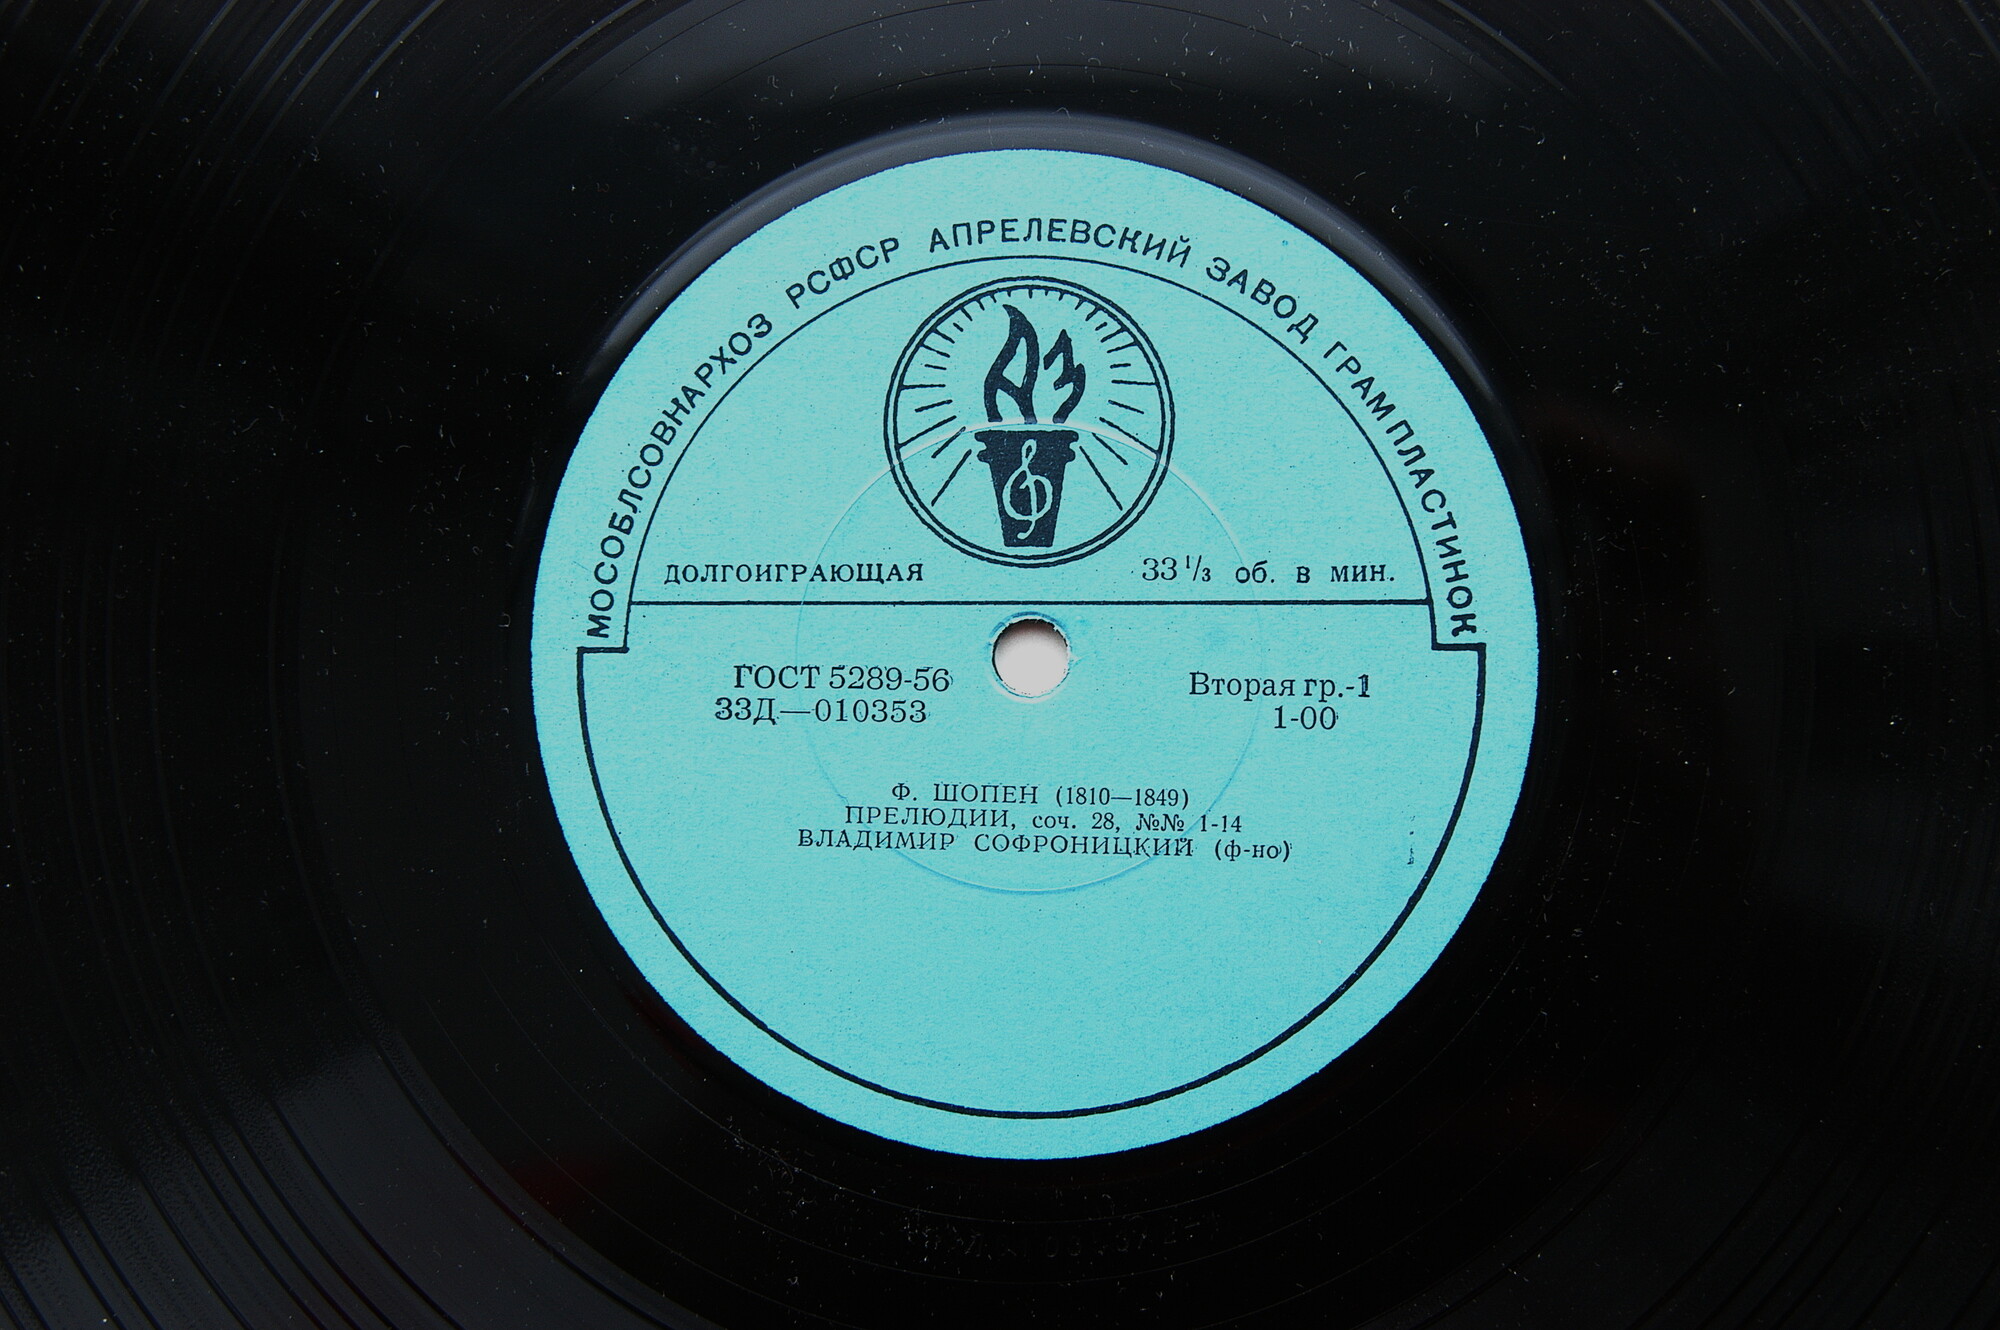 МОСОБЛСОВНАРХОЗ РСФСР АПРЕЛЕВСКИЙ ЗАВОД ГРАМПЛАСТИНОК
АЗ
ДОЛГОИГРАЮЩАЯ 33 1/3 об. в мин.
ГОСТ 5289-56 Вторая гр.-1
33Д—010353 1-00
Ф. ШОПЕН (1810—1849)
ПРЕЛЮДИИ, соч. 28, №№ 1-14
ВЛАДИМИР СОФРОНИЦКИЙ (ф-но)